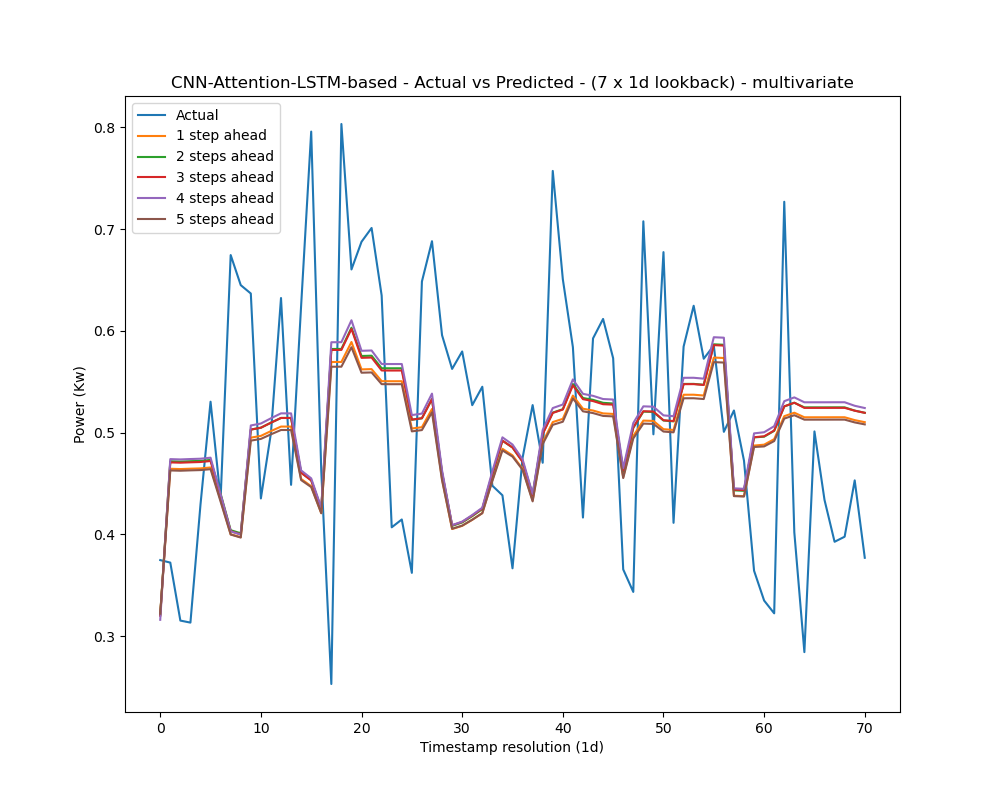 CNN-Attention-LSTM-based - Actual vs Predicted - (7 x 1d lookback) - multivariate
Actual
1 step ahead
2 steps ahead
3 steps ahead
4 steps ahead
5 steps ahead
0.8
0.7
0.6
0.5
0.4
0.3
Power (Kw)
0 10 20 30 40 50 60 70
Timestamp resolution (1d)